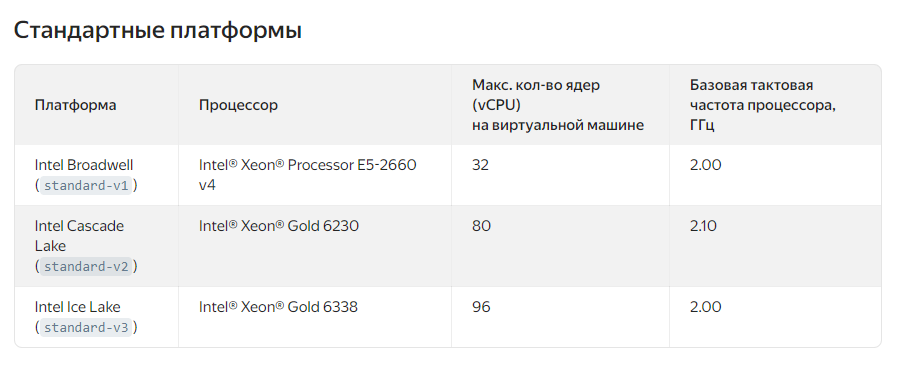 Стандартные платформы
Платформа
Процессор
Макс. кол-во ядер
(vCPU)
на виртуальной машине
Базовая тактовая
частота процессора,
ГГц
Intel Broadwell
(standard-v1)
Intel® Xeon® Processor E5-2660
v4
32
2.00
Intel Cascade
Lake
(standard-v2)
Intel® Xeon® Gold 6230
80
2.10
Intel Ice Lake
(standard-v3)
Intel® Xeon® Gold 6338
96
2.00